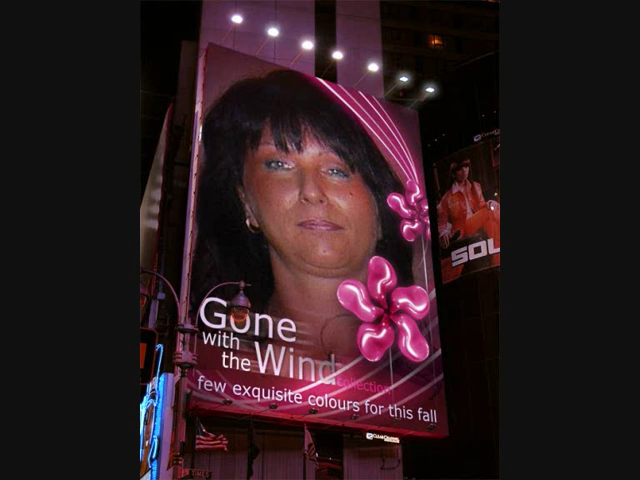 Gone
with
the Wind collection
few exquisite colours for this fall
SOL